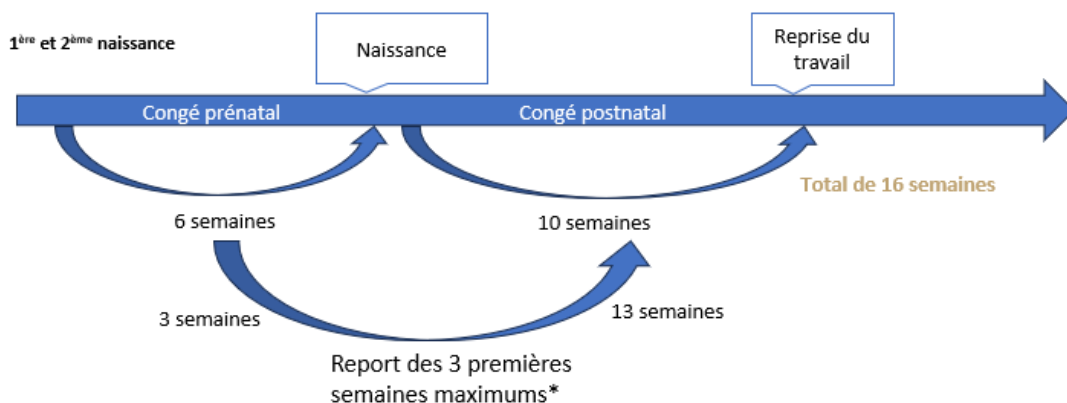 1ère et 2ème naissance
Naissance
Reprise du
travail
Congé prénatal
Congé postnatal
Total de 16 semaines
6 semaines
10 semaines
3 semaines
13 semaines
Report des 3 premières
semaines maximums*